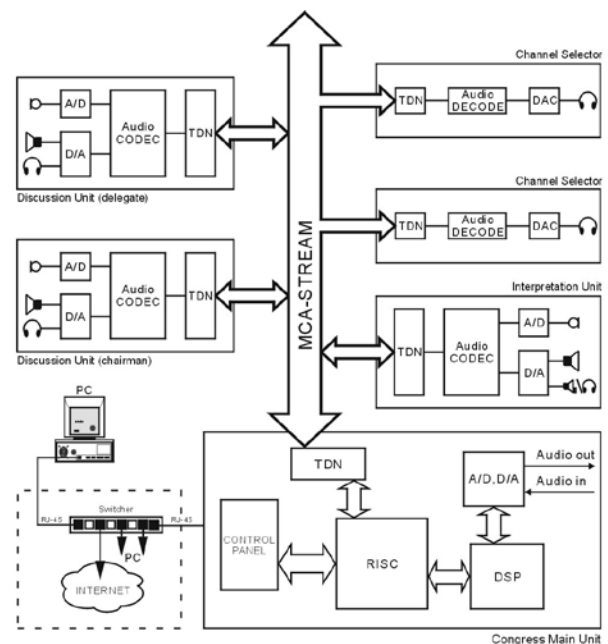 A/D
D/A
Audio
CODEC
TDN
Discussion Unit (delegate)
A/D
D/A
Audio
CODEC
TDN
Discussion Unit (chairman)
MCA-STREAM
Channel Selector
TDN
Audio
DECODE
DAC
Channel Selector
TDN
Audio
DECODE
DAC
Interpretation Unit
TDN
Audio
CODEC
A/D
D/A
PC
RJ-45
Switcher
RJ-45
PC
INTERNET
TDN
CONTROL
PANEL
RISC
A/D,D/A
Audio out
Audio in
DSP
Congress Main Unit